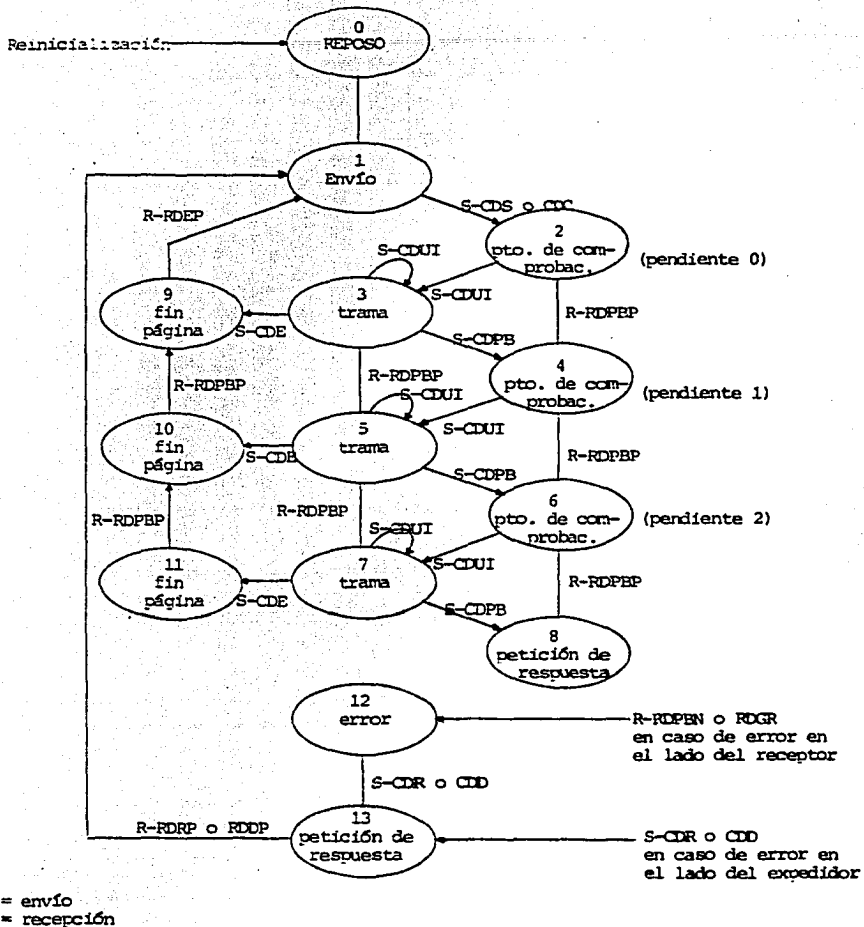 0
REPOSO
Reinicialización
1
Envío
R-RDEP
S-CDS o CDC
2
pto. de com-
probac.
(pendiente 0)
S-CDUI
9
fin
página
3
trama
S-CDUI
S-CDE
R-RDPBP
S-CDPB
4
pto. de com-
probac.
(pendiente 1)
R-RDPBP
R-RDPBP
S-CDUI
S-CDUI
10
fin
página
5
trama
S-CDB
R-RDPBP
S-CDPB
6
pto. de com-
probac.
(pendiente 2)
R-RDPBP
R-RDPBP
S-CDUI
S-CDUI
11
fin
página
7
trama
R-RDPBP
S-CDE
S-CDPB
8
petición de
respuesta
12
error
R-RDPBN o RDGR
en caso de error en
el lado del receptor
S-CDR o CDD
R-RDRP o RDDP
13
petición de
respuesta
S-CDR o CDD
en caso de error en
el lado del expedidor
= envío
= recepción